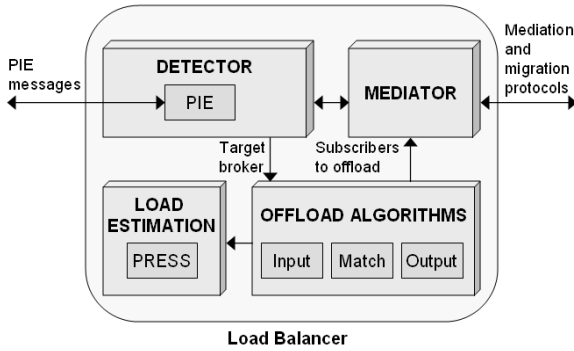 PIE
messages
DETECTOR
PIE
MEDIATOR
Mediation
and
migration
protocols
Target
broker
Subscribers
to offload
LOAD
ESTIMATION
PRESS
OFFLOAD ALGORITHMS
Input
Match
Output
Load Balancer